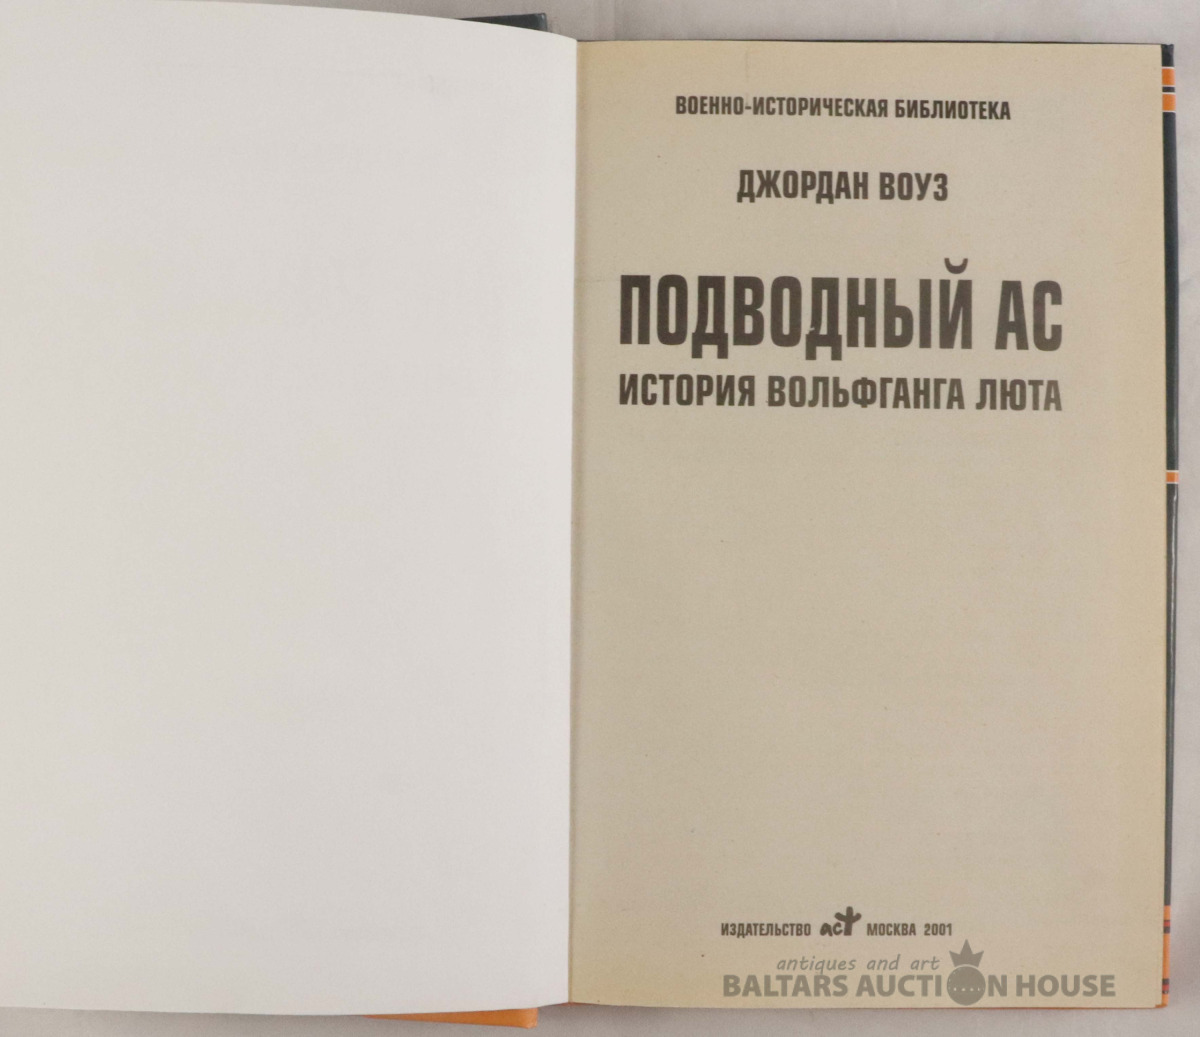 ВОЕННО-ИСТОРИЧЕСКАЯ БИБЛИОТЕКА
ДЖОРДАН ВОУЗ
ПОДВОДНЫЙ АС
ИСТОРИЯ ВОЛЬФГАНГА ЛЮТА
ИЗДАТЕЛЬСТВО аст МОСКВА 2001
antiques and art
BALTARS AUCTION HOUSE